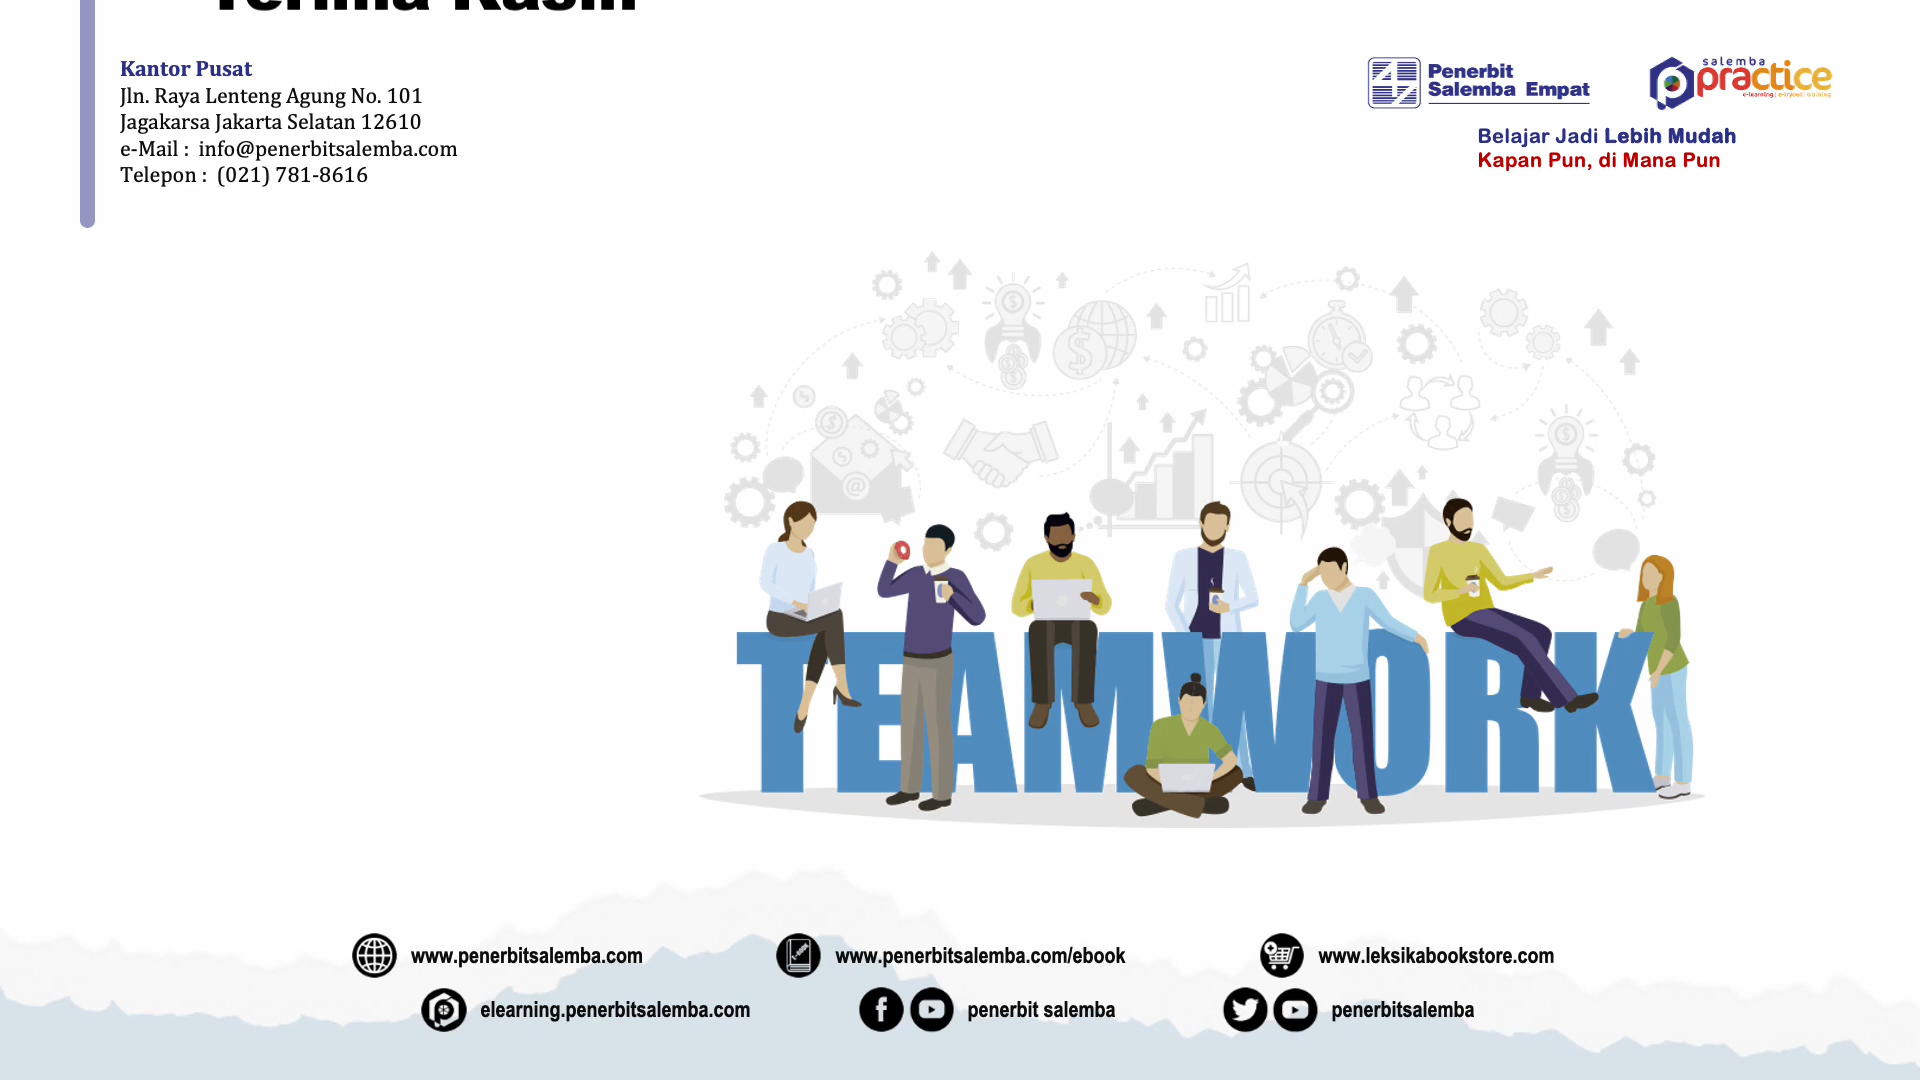 Terima Kasih
Kantor Pusat
Jln. Raya Lenteng Agung No. 101
Jagakarsa Jakarta Selatan 12610
e-Mail :  info@penerbitsalemba.com
Telepon :  (021) 781-8616
Penerbit
Salemba Empat
salemba
practice
Belajar Jadi Lebih Mudah
Kapan Pun, di Mana Pun
TEAMWORK
www.penerbitsalemba.com
www.penerbitsalemba.com/ebook
www.leksikabookstore.com
elearning.penerbitsalemba.com
penerbit salemba
penerbitsalemba